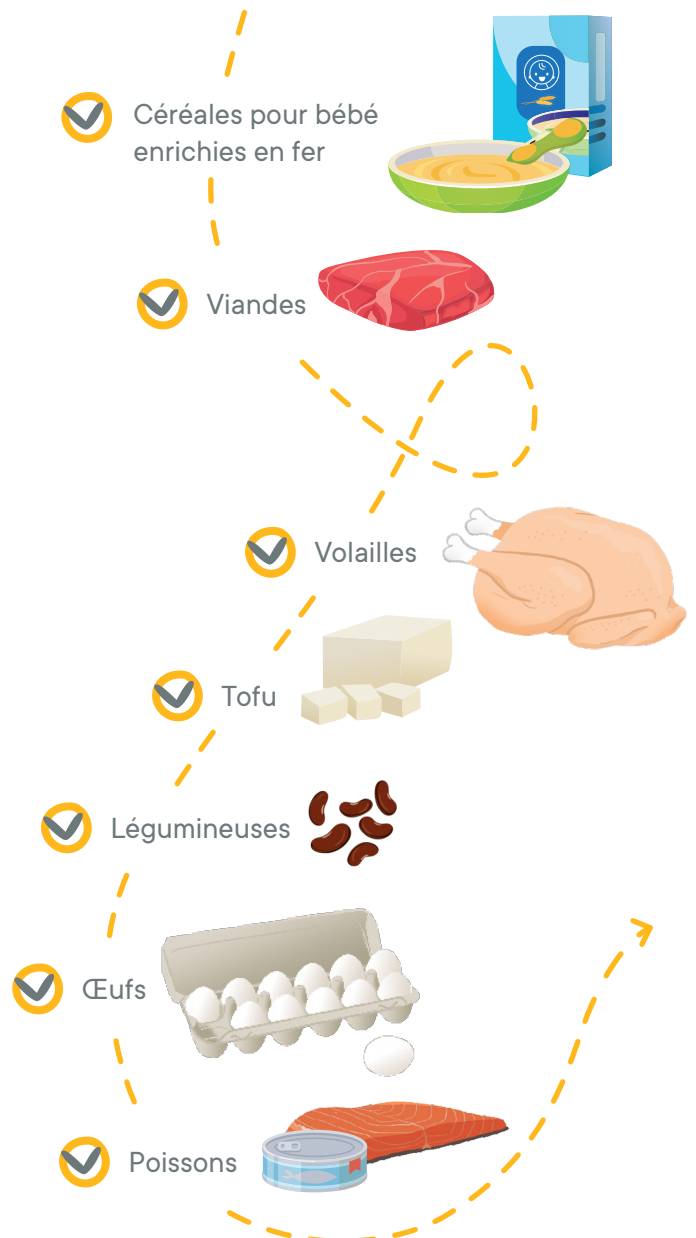 Céréales pour bébé
enrichies en fer
Viandes
Volailles
Tofu
Légumineuses
Œufs
Poissons